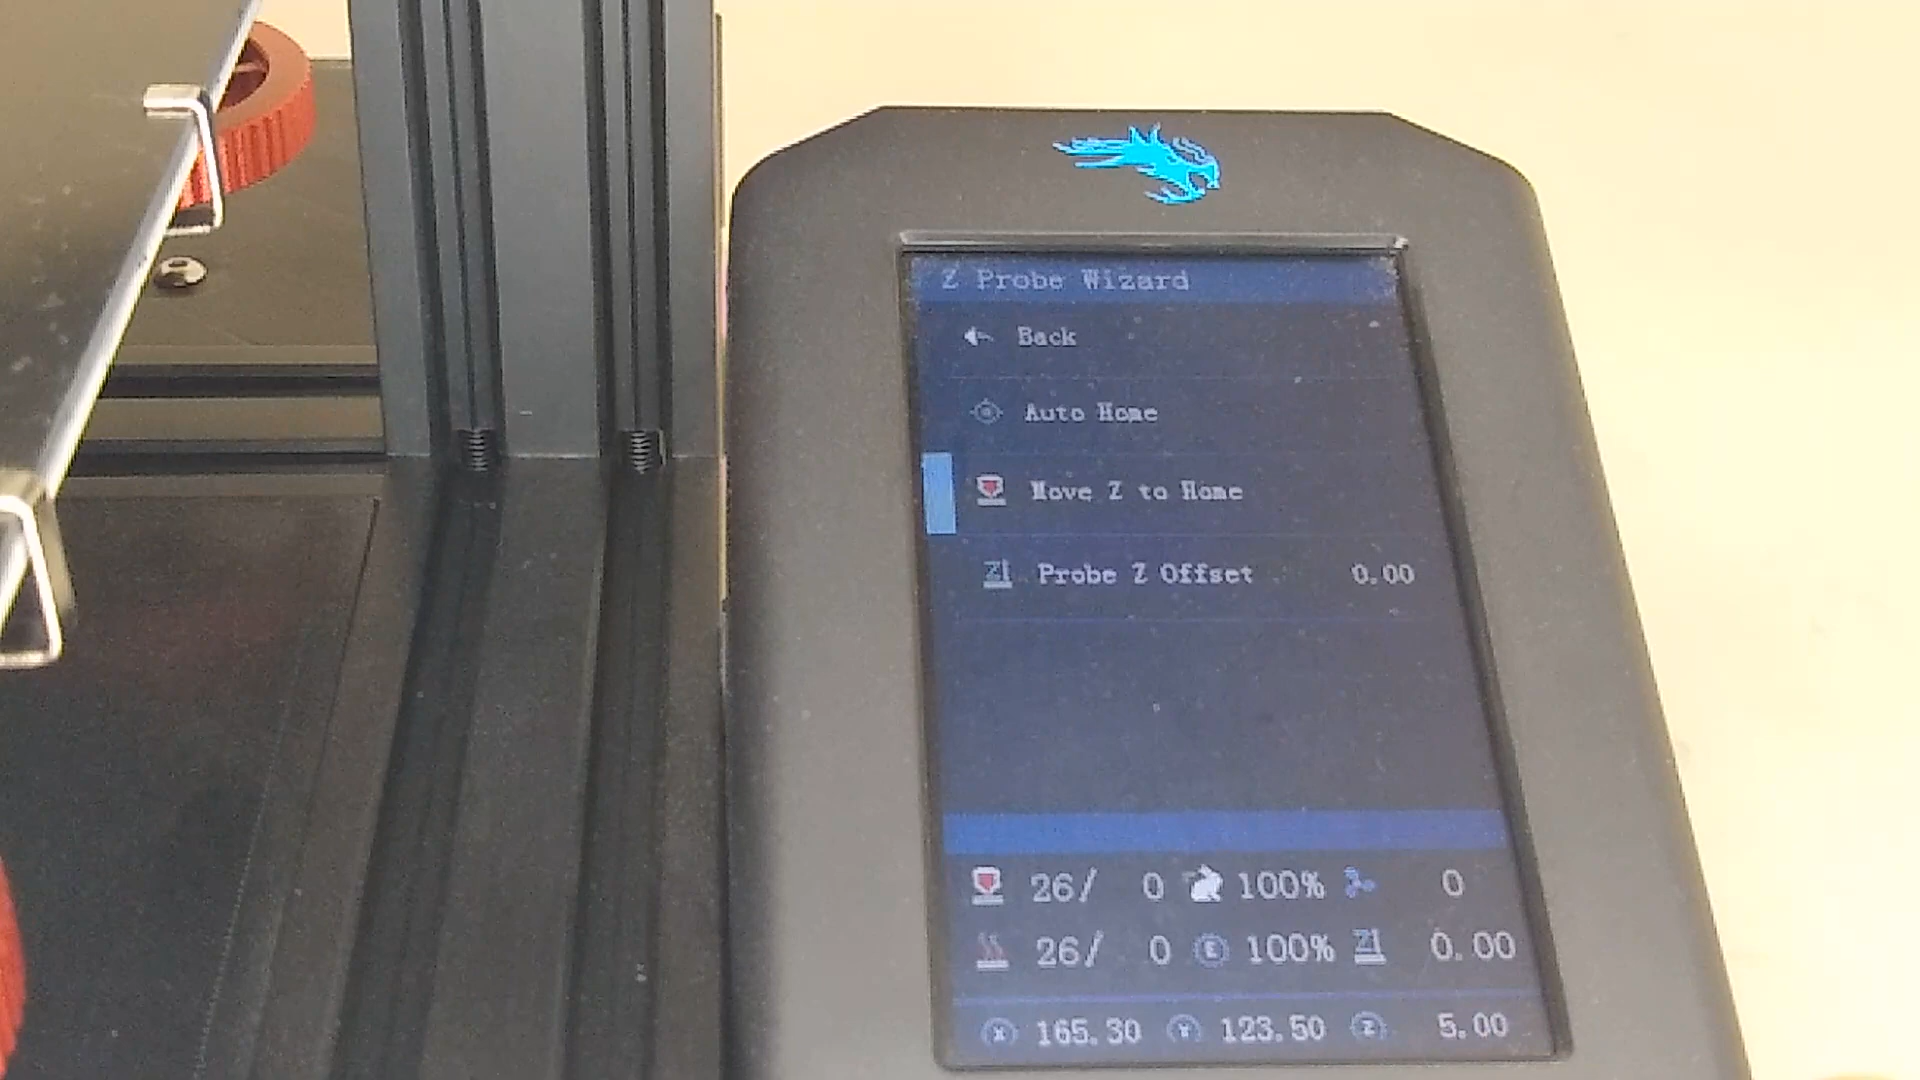 Z Probe Wizard
Back
Auto Home
Move Z to Home
Probe Z Offset 0.00
26/ 0 100% 0
26/ 0 E 100% 0.00
X 165.30 Y 123.50 Z 5.00